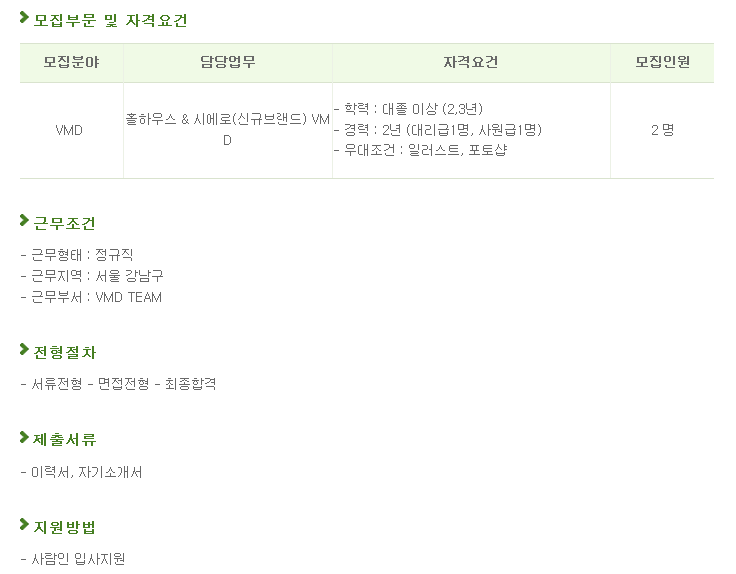 모집부문 및 자격요건
모집분야 담당업무 자격요건 모집인원
VMD
홀하우스 & 시에로(신규브랜드) VM
D
- 학력 : 대졸 이상 (2,3년)
- 경력 : 2년 (대리급1명, 사원급1명)
- 우대조건 : 일러스트, 포토샵
2 명
근무조건
- 근무형태 : 정규직
- 근무지역 : 서울 강남구
- 근무부서 : VMD TEAM
전형절차
- 서류전형 - 면접전형 - 최종합격
제출서류
- 이력서, 자기소개서
지원방법
- 사람인 입사지원